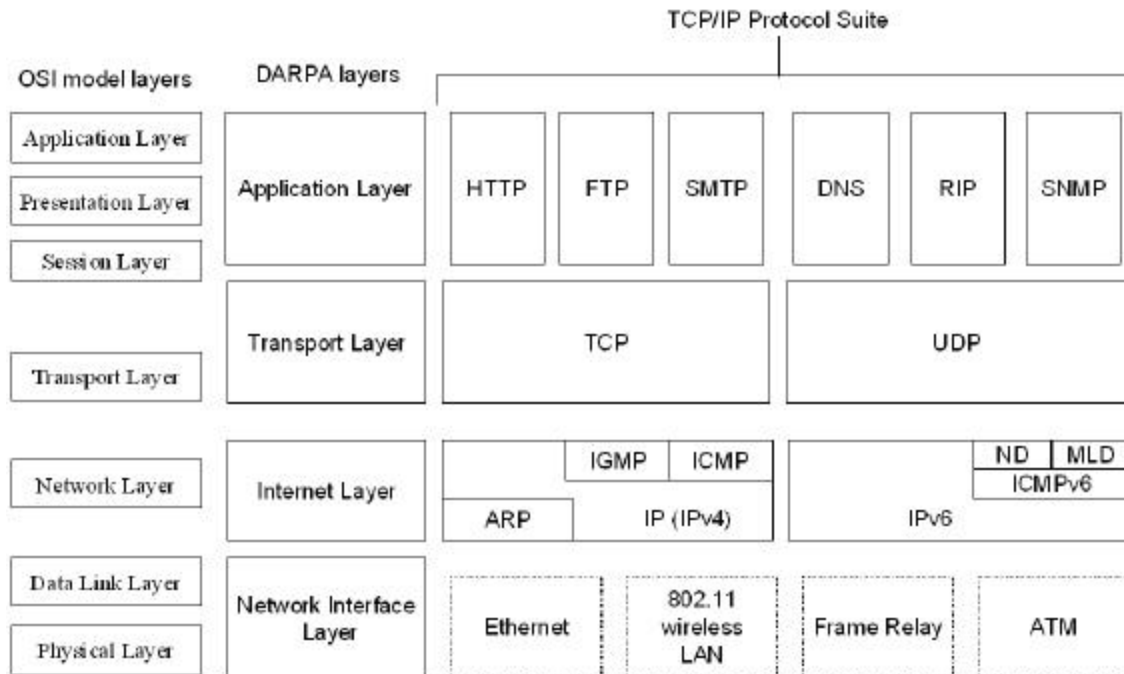 TCP/IP Protocol Suite
OSI model layers
DARPA layers
Application Layer
Presentation Layer
Session Layer
Application Layer
HTTP
FTP
SMTP
DNS
RIP
SNMP
Transport Layer
Transport Layer
TCP
UDP
Network Layer
Internet Layer
IGMP
ICMP
ARP
IP (IPv4)
ND
MLD
ICMPv6
IPv6
Data Link Layer
Physical Layer
Network Interface
Layer
Ethernet
802.11
wireless
LAN
Frame Relay
ATM